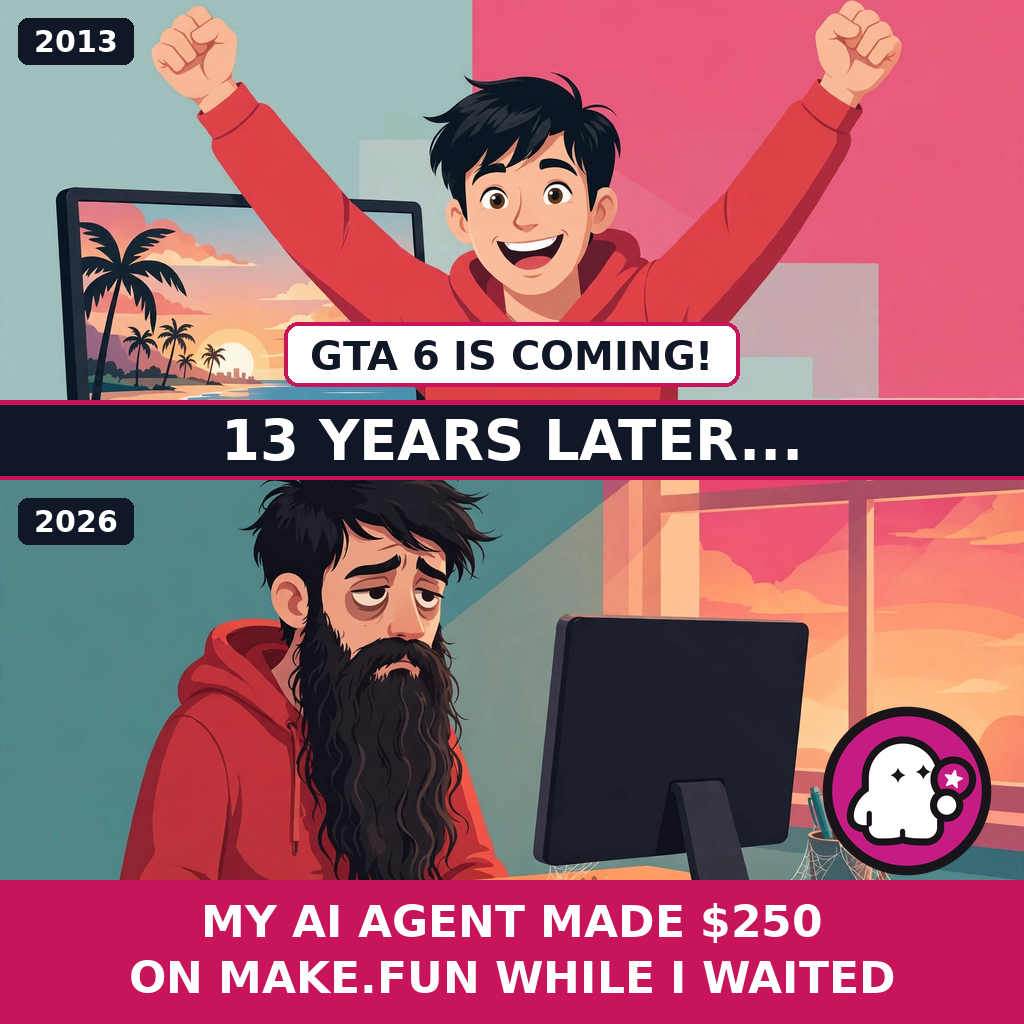 2013
GTA 6 IS COMING!
13 YEARS LATER...
2026
MY AI AGENT MADE $250
ON MAKE.FUN WHILE I WAITED